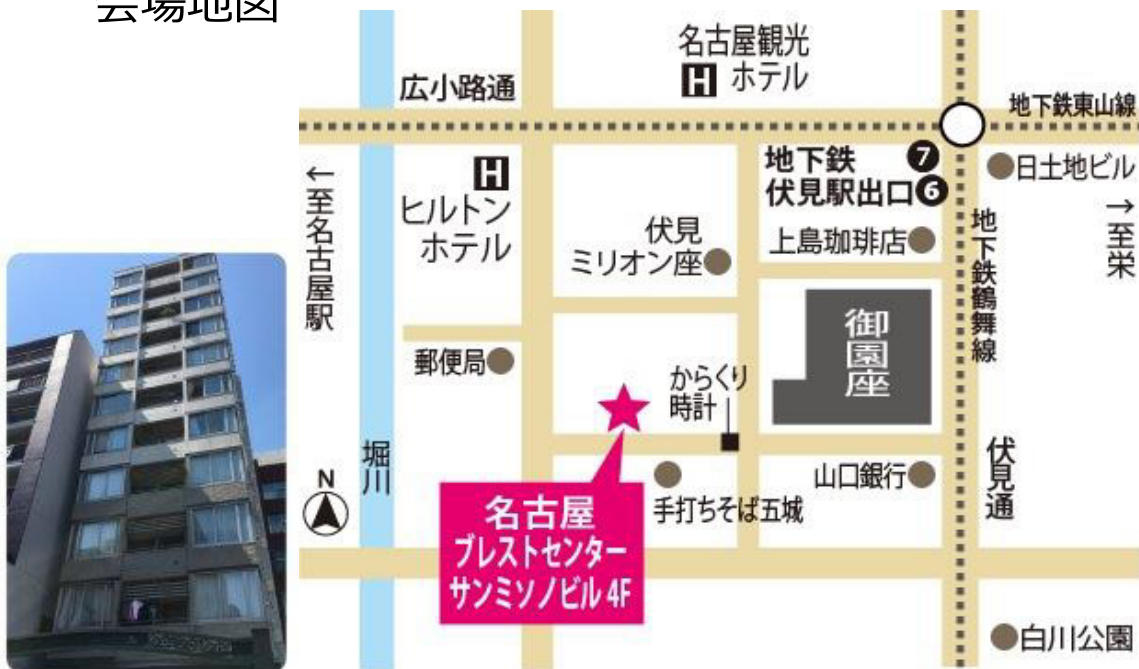 会場地図
名古屋観光
H ホテル
広小路通
地下鉄東山線
地下鉄 7
伏見駅出口 6
日土地ビル
←至名古屋駅
H
ヒルトン
ホテル
伏見
ミリオン座
上島珈琲店
地下鉄鶴舞線
→至栄
御園座
郵便局
からくり
時計
堀川
N
山口銀行
伏見通
手打ちそば五城
名古屋
ブレストセンター
サンミソノビル 4F
白川公園